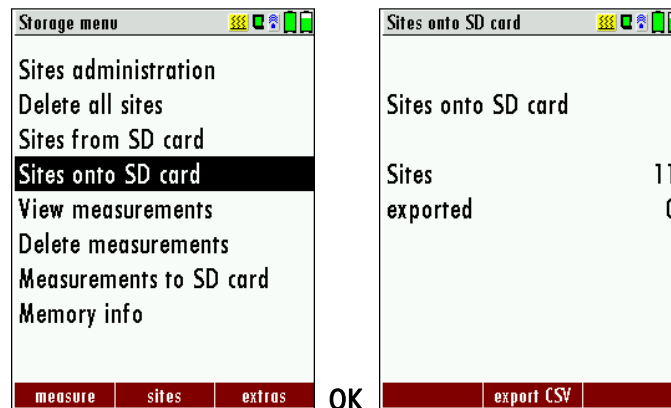 Storage menu
Sites administration
Delete all sites
Sites from SD card
Sites onto SD card
View measurements
Delete measurements
Measurements to SD card
Memory info
measure sites extras
OK
Sites onto SD card
Sites onto SD card
Sites 11
exported
export CSV